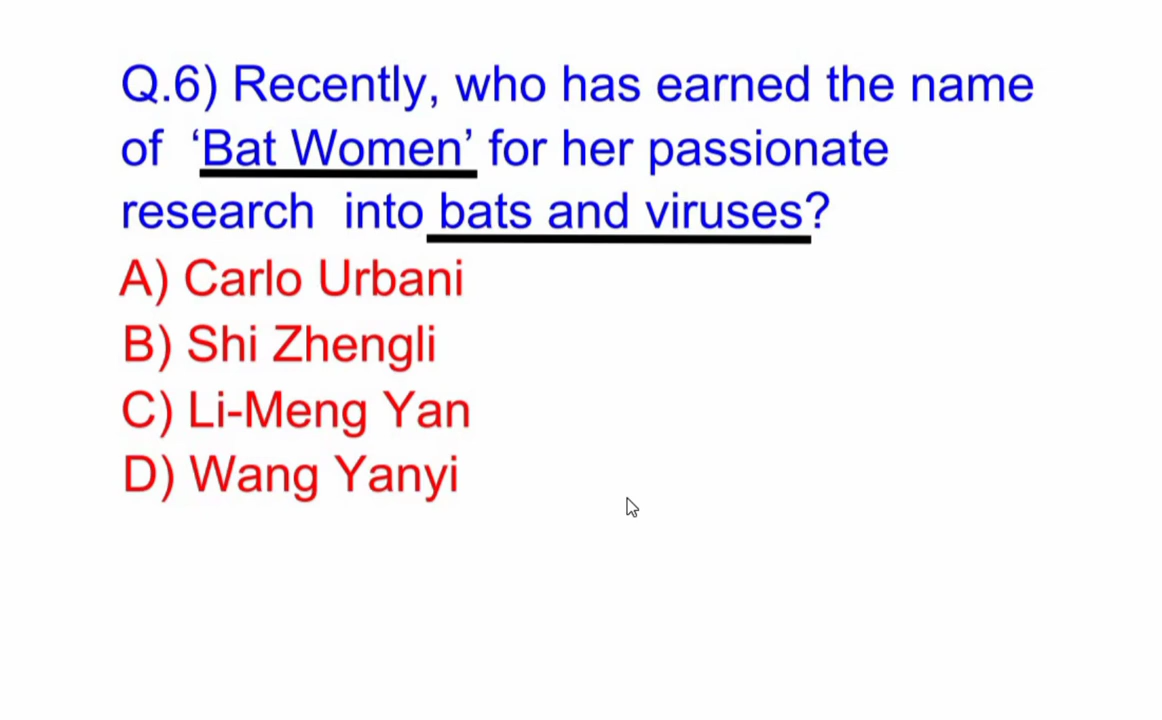 Q.6) Recently, who has earned the name
of ‘Bat Women’ for her passionate
research into bats and viruses?
A) Carlo Urbani
B) Shi Zhengli
C) Li-Meng Yan
D) Wang Yanyi